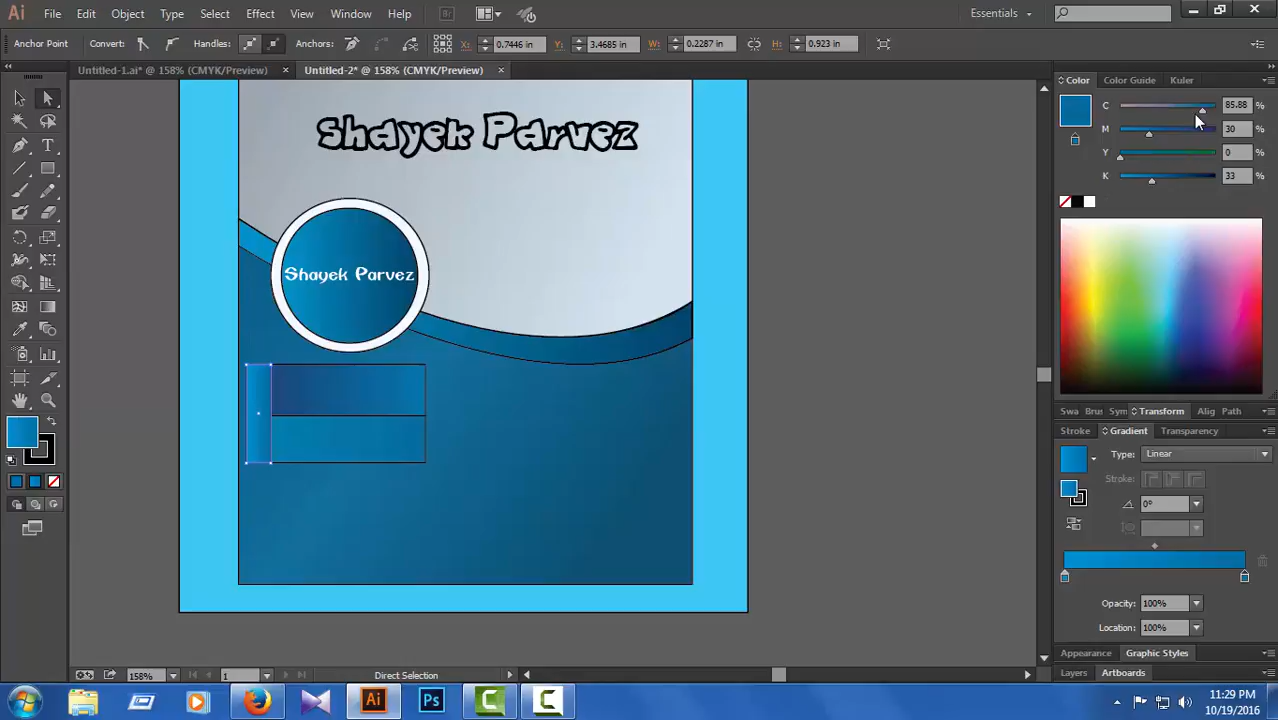 Ai File Edit Object Type Select Effect View Window Help Br Essentials
Anchor Point Convert: Handles: Anchors: X: 0.7446 in Y: 3.4685 in W: 0.2287 in H: 0.923 in
Untitled-1.ai* @ 158% (CMYK/Preview) Untitled-2* @ 158% (CMYK/Preview)
Color Color Guide Kuler
C 85.88 %
M 30 %
Y 0 %
K 33 %
Shayek Parvez
Shayek Parvez
Swa Brus Sym Transform Alig Path
Stroke Gradient Transparency
Type: Linear
Stroke:
0°
Opacity: 100%
Location: 100%
Appearance Graphic Styles
Layers Artboards
158% 1 Direct Selection
Ai Ps C C
11:29 PM
10/19/2016